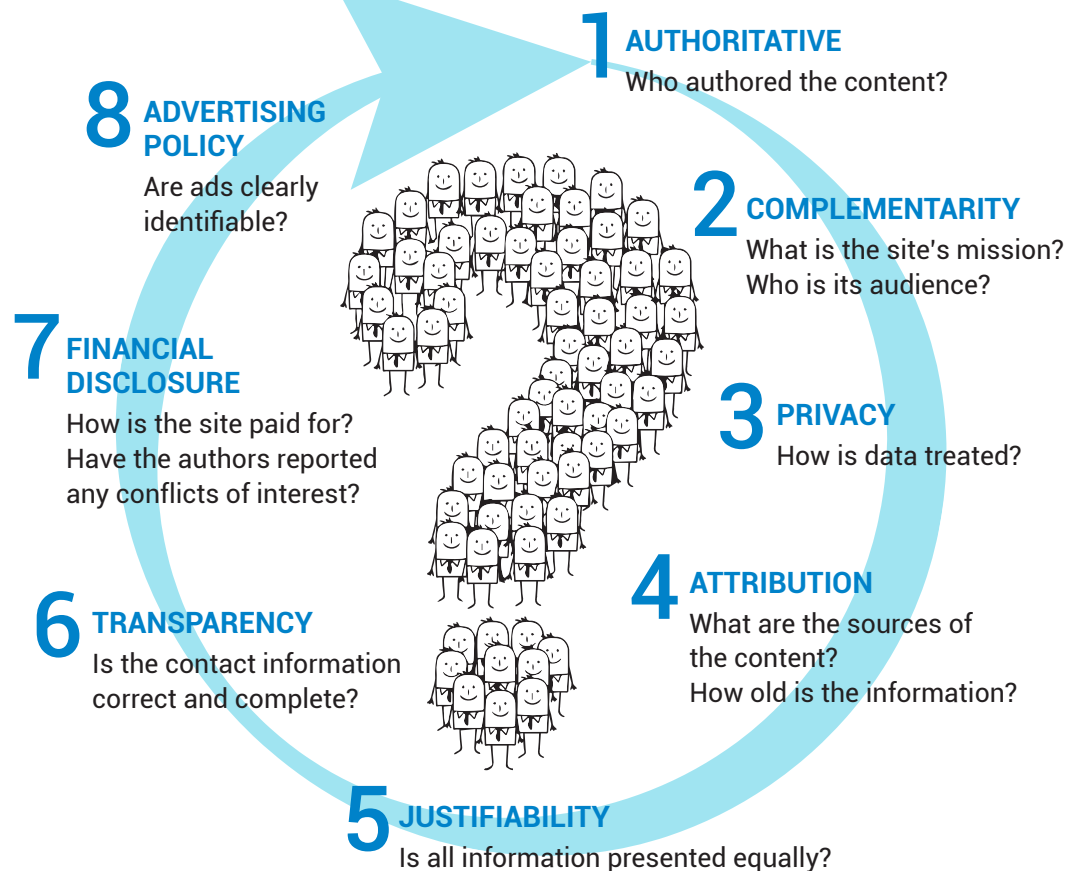 1 AUTHORITATIVE
Who authored the content?
2 COMPLEMENTARITY
What is the site's mission?
Who is its audience?
3 PRIVACY
How is data treated?
4 ATTRIBUTION
What are the sources of
the content?
How old is the information?
5 JUSTIFIABILITY
Is all information presented equally?
6 TRANSPARENCY
Is the contact information
correct and complete?
7 FINANCIAL
DISCLOSURE
How is the site paid for?
Have the authors reported
any conflicts of interest?
8 ADVERTISING
POLICY
Are ads clearly
identifiable?